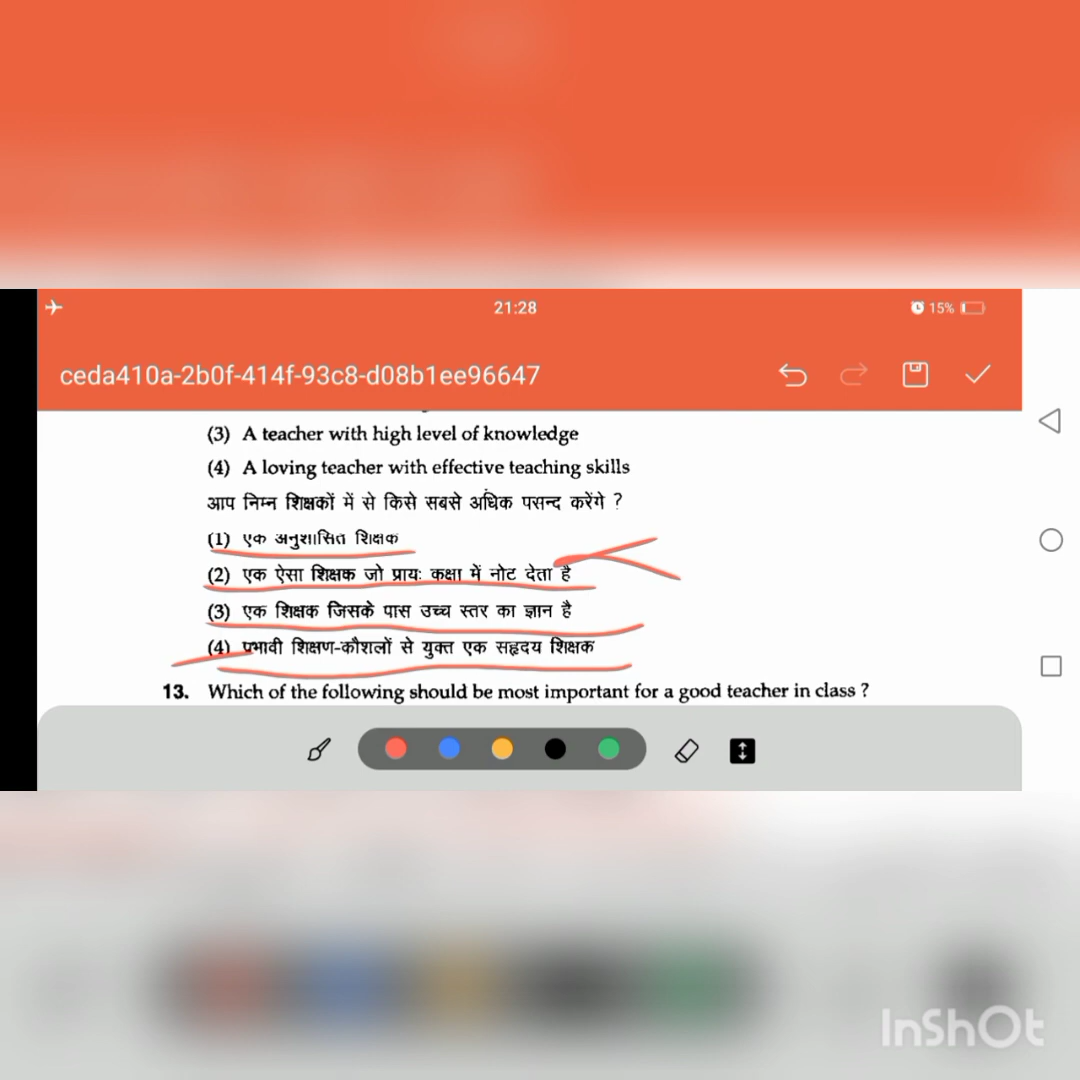 21:28
15%
ceda410a-2b0f-414f-93c8-d08b1ee96647
(3) A teacher with high level of knowledge
(4) A loving teacher with effective teaching skills
आप निम्न शिक्षकों में से किसे सबसे अधिक पसन्द करेंगे ?
(1) एक अनुशासित शिक्षक
(2) एक ऐसा शिक्षक जो प्रायः कक्षा में नोट देता है
(3) एक शिक्षक जिसके पास उच्च स्तर का ज्ञान है
(4) प्रभावी शिक्षण-कौशलों से युक्त एक सहृदय शिक्षक
13. Which of the following should be most important for a good teacher in class ?
InShOt